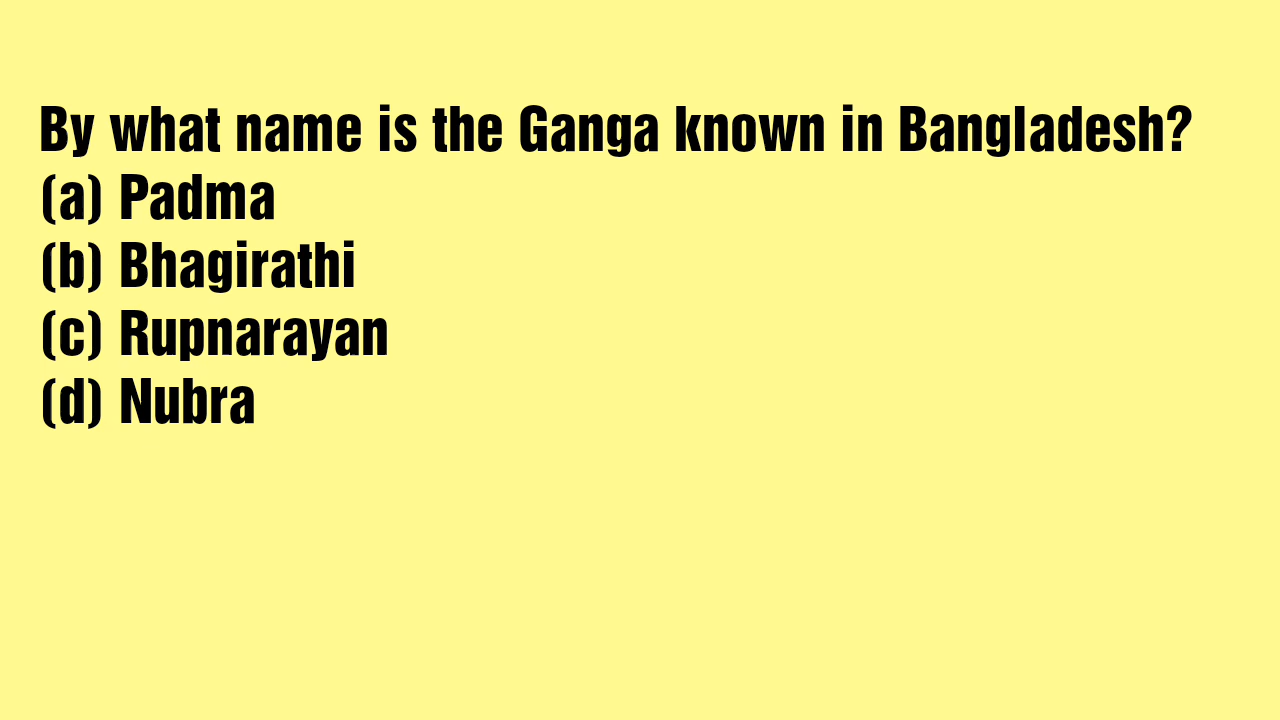 By what name is the Ganga known in Bangladesh?
(a) Padma
(b) Bhagirathi
(c) Rupnarayan
(d) Nubra